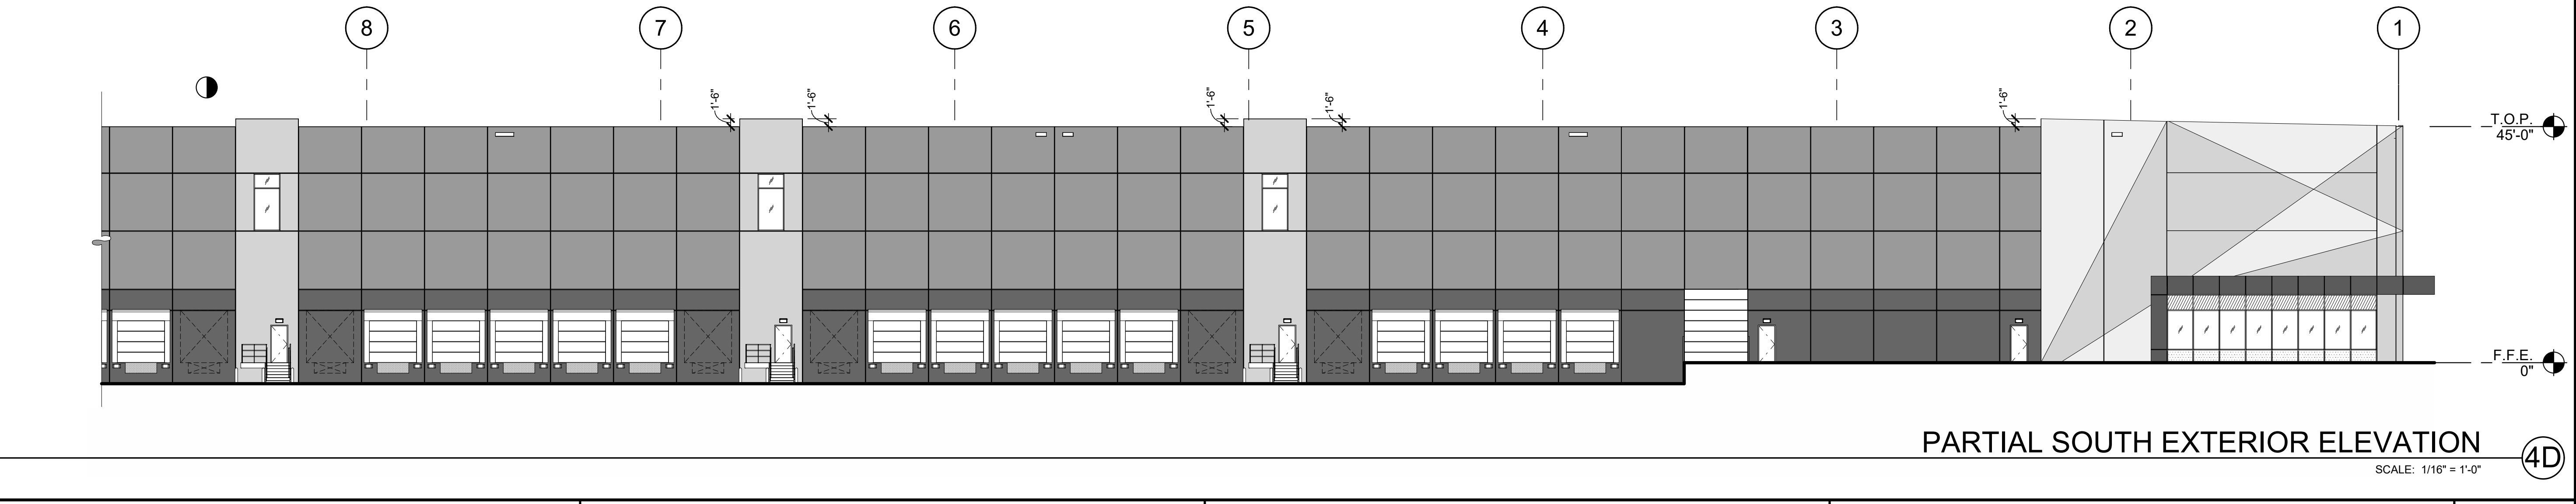 8 7 6 5 4 3 2 1
1'-6" 1'-6" 1'-6" 1'-6" 1'-6"
T.O.P.
45'-0"
F.F.E.
0"
PARTIAL SOUTH EXTERIOR ELEVATION
4D
SCALE: 1/16" = 1'-0"